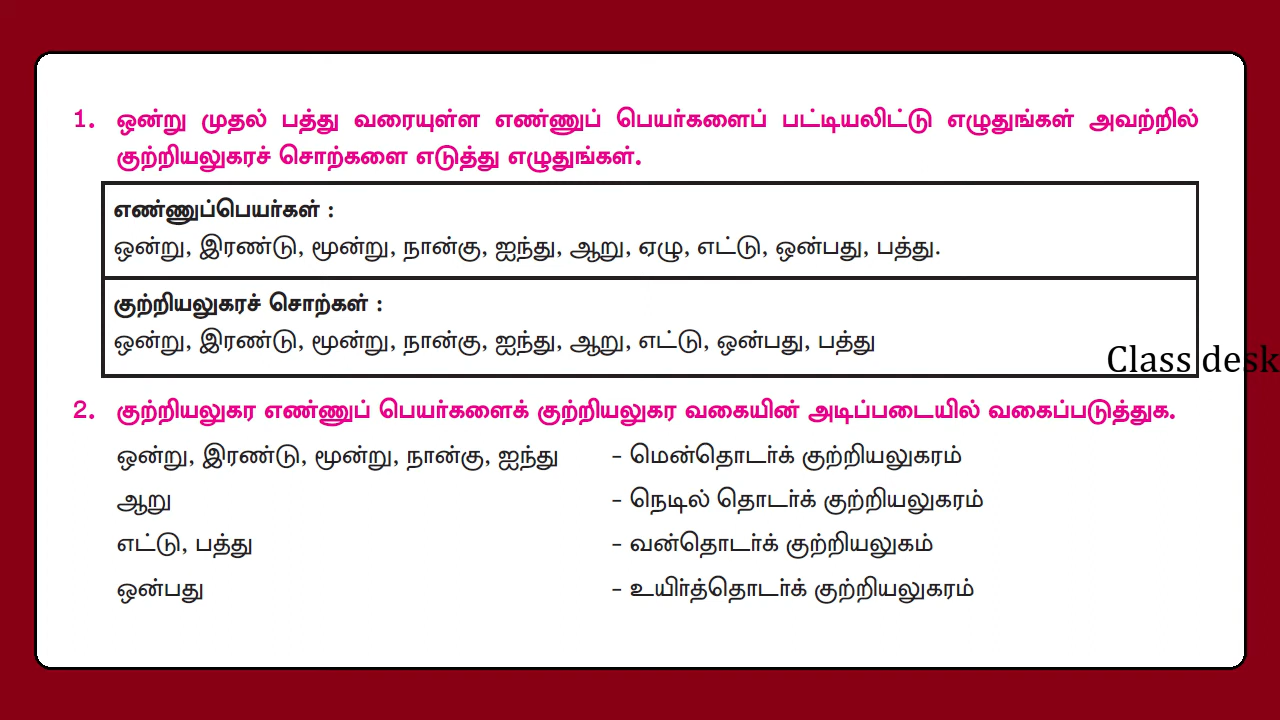 1. ஒன்று முதல் பத்து வரையுள்ள எண்ணுப் பெயர்களைப் பட்டியலிட்டு எழுதுங்கள் அவற்றில்
குற்றியலுகரச் சொற்களை எடுத்து எழுதுங்கள்.
எண்ணுப்பெயர்கள் :
ஒன்று, இரண்டு, மூன்று, நான்கு, ஐந்து, ஆறு, ஏழு, எட்டு, ஒன்பது, பத்து.
குற்றியலுகரச் சொற்கள் :
ஒன்று, இரண்டு, மூன்று, நான்கு, ஐந்து, ஆறு, எட்டு, ஒன்பது, பத்து
Class desk
2. குற்றியலுகர எண்ணுப் பெயர்களைக் குற்றியலுகர வகையின் அடிப்படையில் வகைப்படுத்துக.
ஒன்று, இரண்டு, மூன்று, நான்கு, ஐந்து - மென்தொடர்க் குற்றியலுகரம்
ஆறு - நெடில் தொடர்க் குற்றியலுகரம்
எட்டு, பத்து - வன்தொடர்க் குற்றியலுகம்
ஒன்பது - உயிர்த்தொடர்க் குற்றியலுகரம்